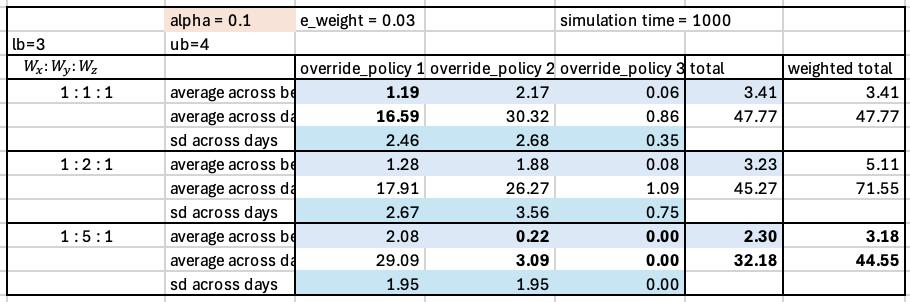 alpha = 0.1 e_weight = 0.03 simulation time = 1000
lb=3 ub=4
Wx:Wy:Wz override_policy 1 override_policy 2 override_policy 3 total weighted total
1 : 1 : 1 average across be 1.19 2.17 0.06 3.41 3.41
average across da 16.59 30.32 0.86 47.77 47.77
sd across days 2.46 2.68 0.35
1 : 2 : 1 average across be 1.28 1.88 0.08 3.23 5.11
average across da 17.91 26.27 1.09 45.27 71.55
sd across days 2.67 3.56 0.75
1 : 5 : 1 average across be 2.08 0.22 0.00 2.30 3.18
average across da 29.09 3.09 0.00 32.18 44.55
sd across days 1.95 1.95 0.00